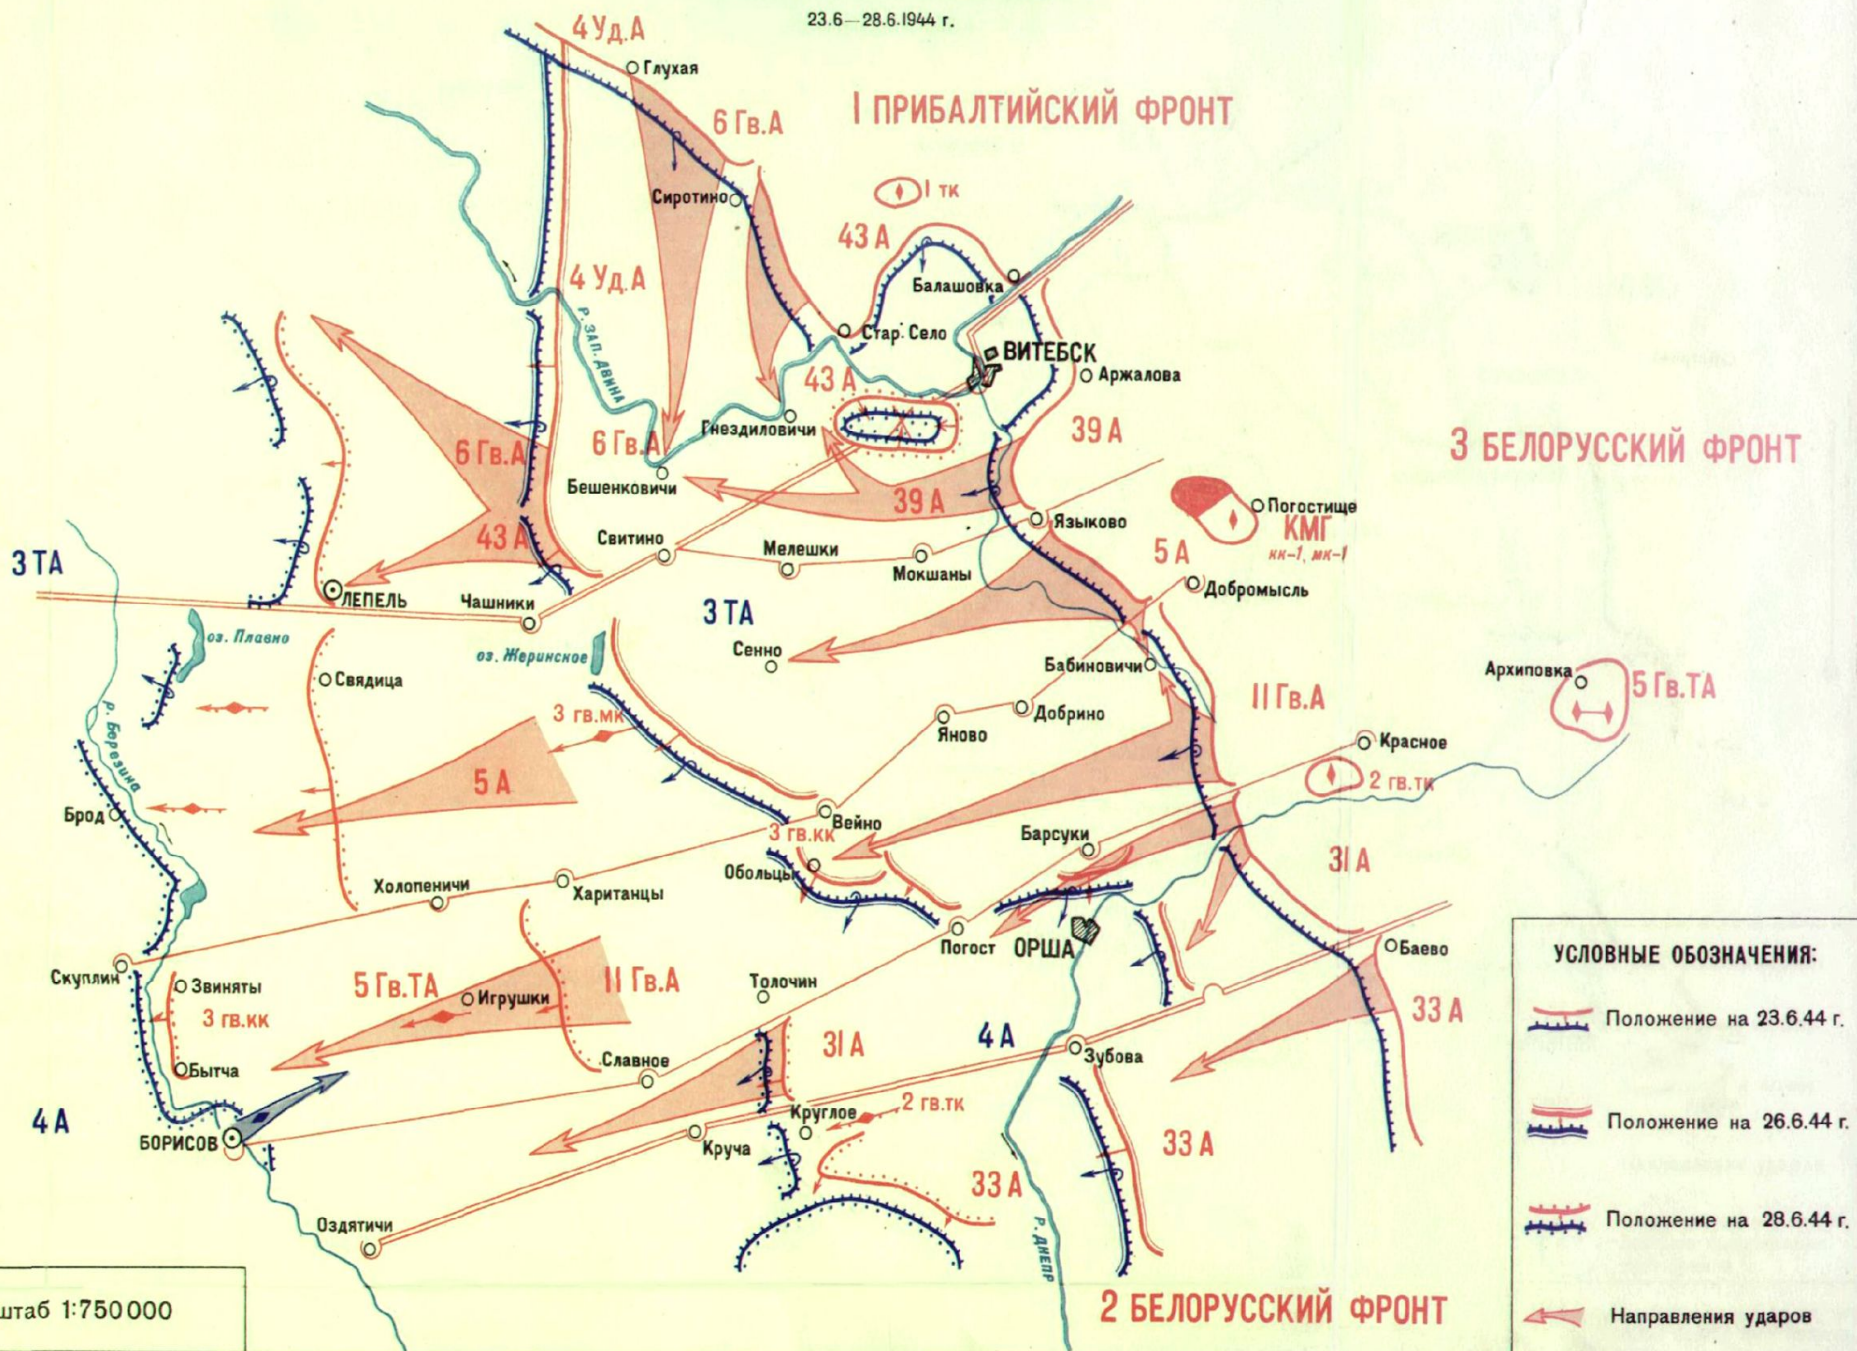 23.6—28.6.1944 г.
4 Уд.А
Глухая
6 Гв.А
I ПРИБАЛТИЙСКИЙ ФРОНТ
Сиротино
1 тк
43 А
4 Уд.А
Балашовка
р. ЗАП. ДВИНА
Стар. Село
ВИТЕБСК
Аржалова
43 А
Гнездиловичи
39 А
6 Гв.А
6 Гв.А
3 БЕЛОРУССКИЙ ФРОНТ
Бешенковичи
39 А
Погостище
КМГ
кк-1, мк-1
Языково
43 А
Свитино
Мелешки
Мокшаны
5 А
Добромысль
3 ТА
ЛЕПЕЛЬ
Чашники
3 ТА
оз. Плавно
оз. Жеринское
Сенно
Бабиновичи
Архиповка
5 Гв.ТА
Свядица
11 Гв.А
р. Березина
3 гв.мк
Яново
Добрино
Красное
5 А
2 гв.тк
Брод
Вейно
3 гв.кк
Барсуки
31 А
Обольцы
Холопеничи
Хаританцы
Погост
ОРША
Баево
Скуплин
Звиняты
5 Гв.ТА
Игрушки
11 Гв.А
Толочин
3 гв.кк
33 А
31 А
4 А
Зубова
Бытча
Славное
4 А
БОРИСОВ
Круглое
2 гв.тк
Круча
33 А
33 А
Оздятичи
р. ДНЕПР
2 БЕЛОРУССКИЙ ФРОНТ
штаб 1:750000
УСЛОВНЫЕ ОБОЗНАЧЕНИЯ:
Положение на 23.6.44 г.
Положение на 26.6.44 г.
Положение на 28.6.44 г.
Направления ударов